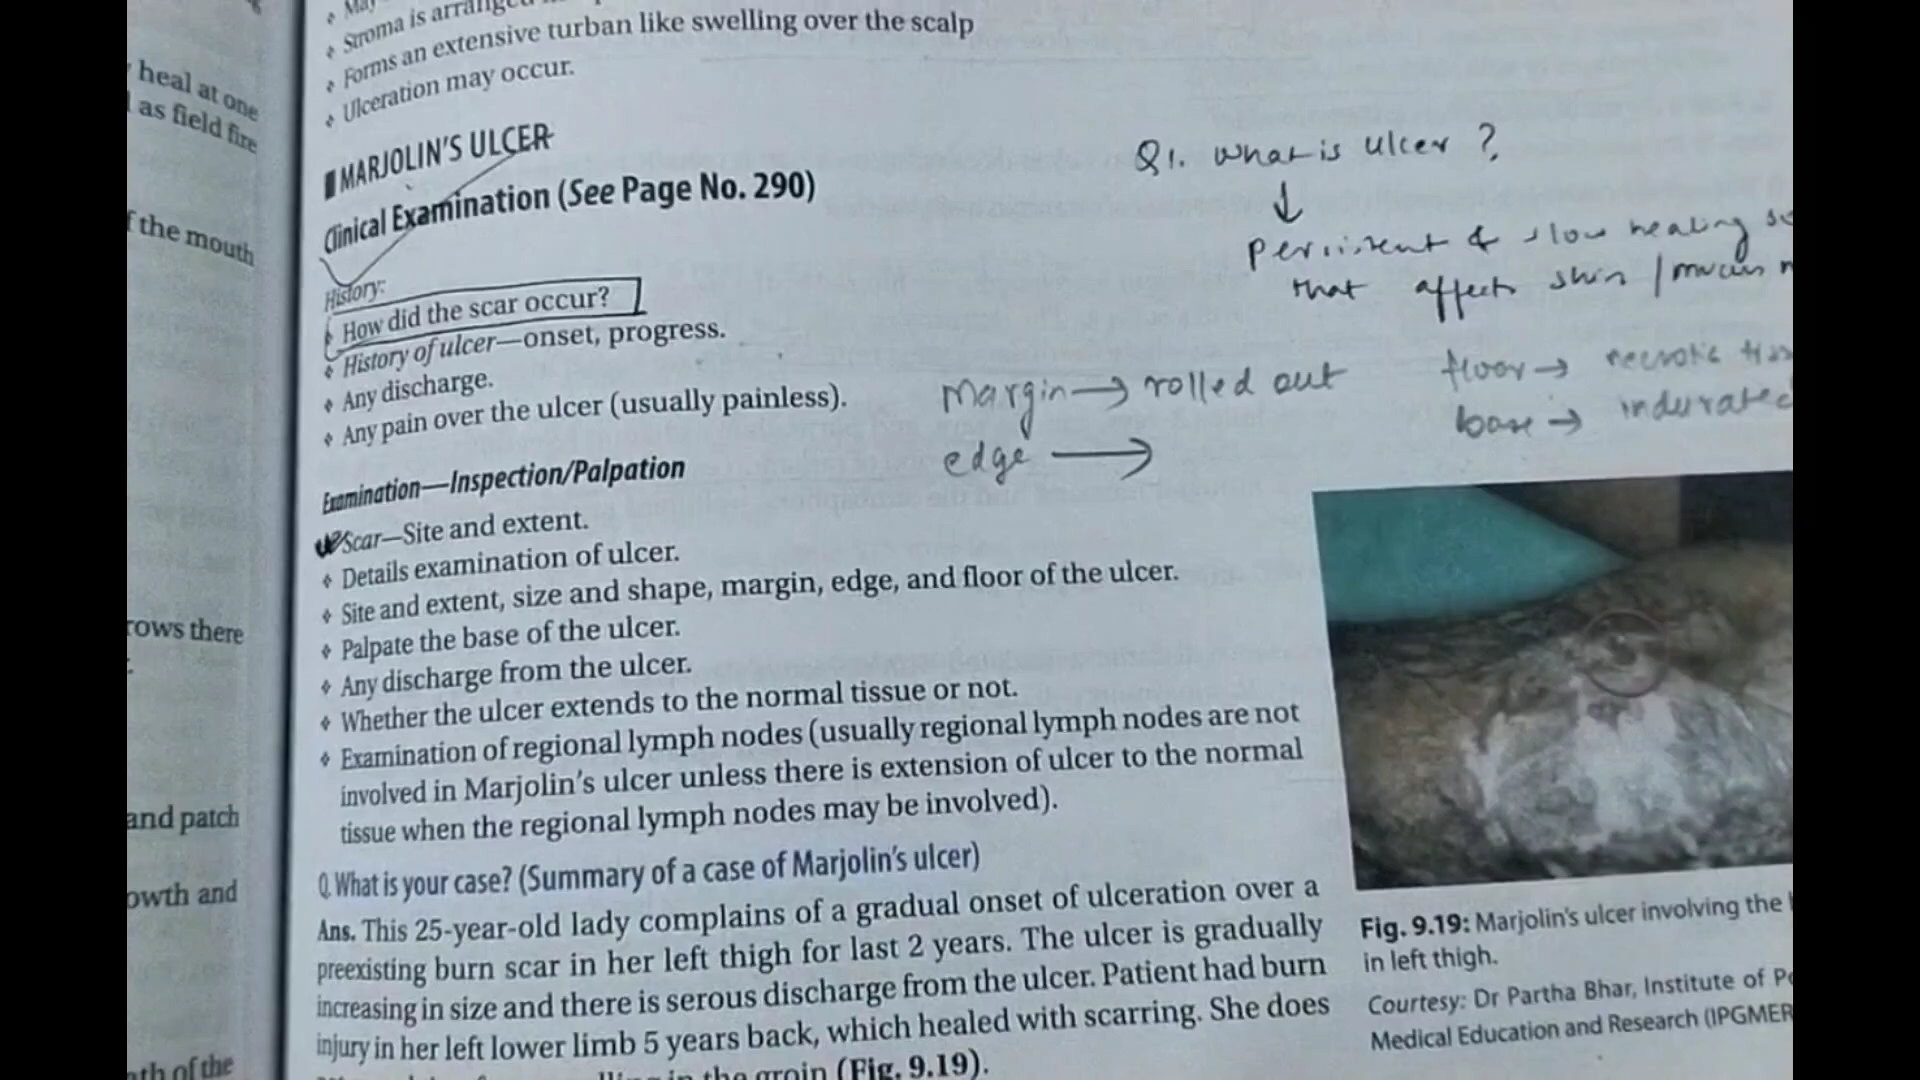 heal at one
as field fire
f the mouth
rows there
and patch
owth and
ath of the
May
Stroma is arranged
Forms an extensive turban like swelling over the scalp
Ulceration may occur.
MARJOLIN'S ULCER
Clinical Examination (See Page No. 290)
History:
How did the scar occur?
History of ulcer—onset, progress.
Any discharge.
Any pain over the ulcer (usually painless).
Examination—Inspection/Palpation
Scar—Site and extent.
Details examination of ulcer.
Site and extent, size and shape, margin, edge, and floor of the ulcer.
Palpate the base of the ulcer.
Any discharge from the ulcer.
Whether the ulcer extends to the normal tissue or not.
Examination of regional lymph nodes (usually regional lymph nodes are not
involved in Marjolin's ulcer unless there is extension of ulcer to the normal
tissue when the regional lymph nodes may be involved).
Q. What is your case? (Summary of a case of Marjolin's ulcer)
Ans. This 25-year-old lady complains of a gradual onset of ulceration over a
preexisting burn scar in her left thigh for last 2 years. The ulcer is gradually
increasing in size and there is serous discharge from the ulcer. Patient had burn
injury in her left lower limb 5 years back, which healed with scarring. She does
in the groin (Fig. 9.19).
Q1. What is ulcer?
↓
Persistent & slow healing
that affects skin / mucus
Margin → rolled out
edge →
floor → necrotic
base → indurated
Fig. 9.19: Marjolin's ulcer involving the
in left thigh.
Courtesy: Dr Partha Bhar, Institute of
Medical Education and Research (IPGMER